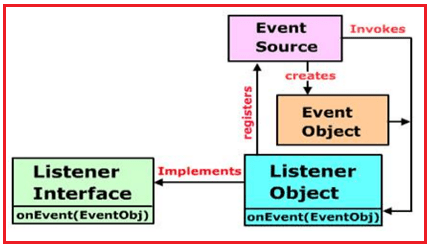 Event
Source
Invokes
creates
registers
Event
Object
Listener
Interface
onEvent(EventObj)
Implements
Listener
Object
onEvent(EventObj)